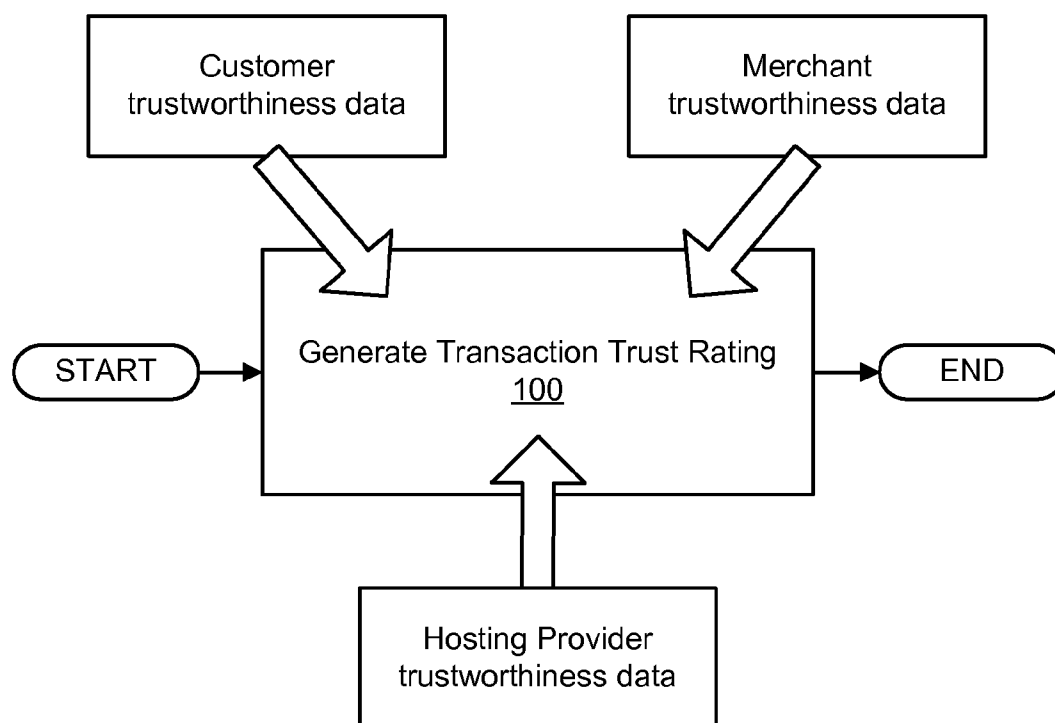 Customer
trustworthiness data
Merchant
trustworthiness data
START
Generate Transaction Trust Rating
100
END
Hosting Provider
trustworthiness data